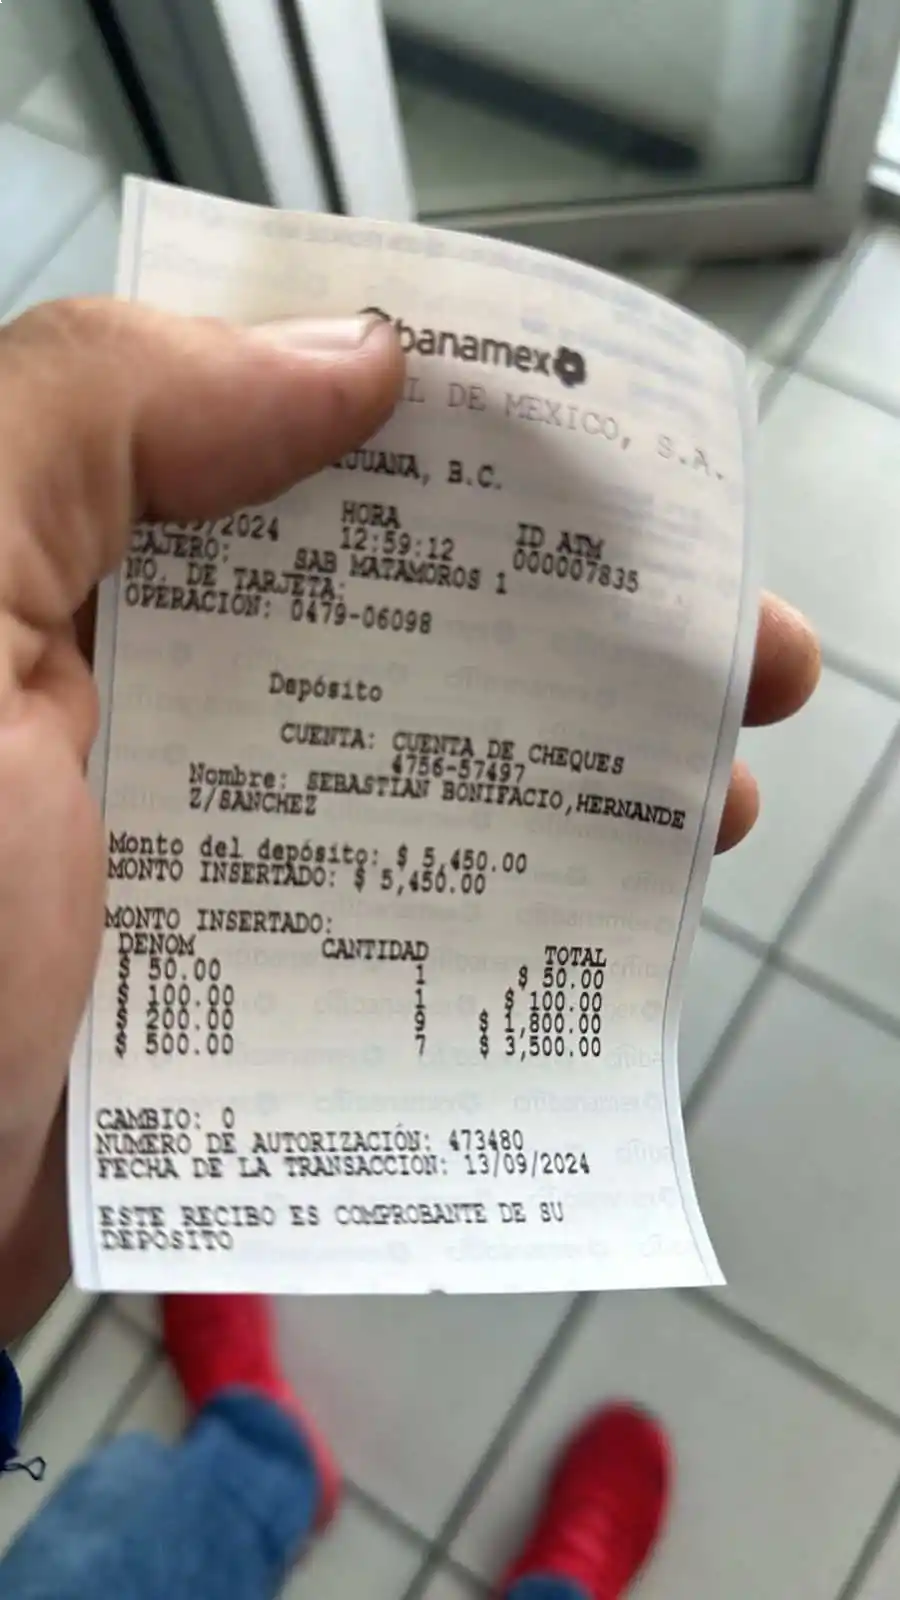 banamex
DE MEXICO, S.A.
B.C.
HORA ID ATM
/2024 12:59:12 000007835
CAJERO: SAB MATAMOROS 1
NO. DE TARJETA:
OPERACIÓN: 0479-06098
Depósito
CUENTA: CUENTA DE CHEQUES
4756-57497
Nombre: SEBASTIAN BONIFACIO,HERNANDE
Z/SANCHEZ
Monto del depósito: $ 5,450.00
MONTO INSERTADO: $ 5,450.00
MONTO INSERTADO:
DENOM CANTIDAD TOTAL
$ 50.00 1 $ 50.00
$ 100.00 1 $ 100.00
$ 200.00 9 $ 1,800.00
$ 500.00 7 $ 3,500.00
CAMBIO: 0
NUMERO DE AUTORIZACIÓN: 473480
FECHA DE LA TRANSACCIÓN: 13/09/2024
ESTE RECIBO ES COMPROBANTE DE SU
DEPÓSITO